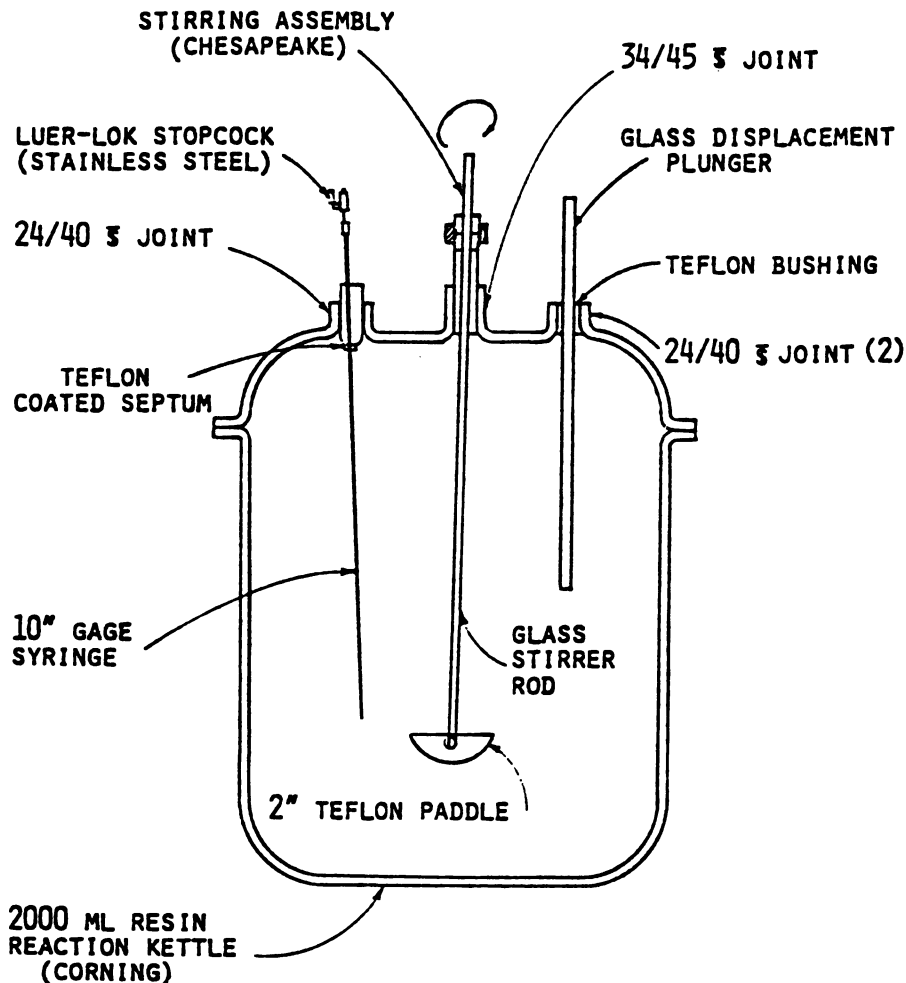 STIRRING ASSEMBLY
(CHESAPEAKE)
34/45 ⚡ JOINT
LUER-LOK STOPCOCK
(STAINLESS STEEL)
GLASS DISPLACEMENT
PLUNGER
24/40 ⚡ JOINT
TEFLON BUSHING
24/40 ⚡ JOINT (2)
TEFLON
COATED SEPTUM
10" GAGE
SYRINGE
GLASS
STIRRER
ROD
2" TEFLON PADDLE
2000 ML RESIN
REACTION KETTLE
(CORNING)